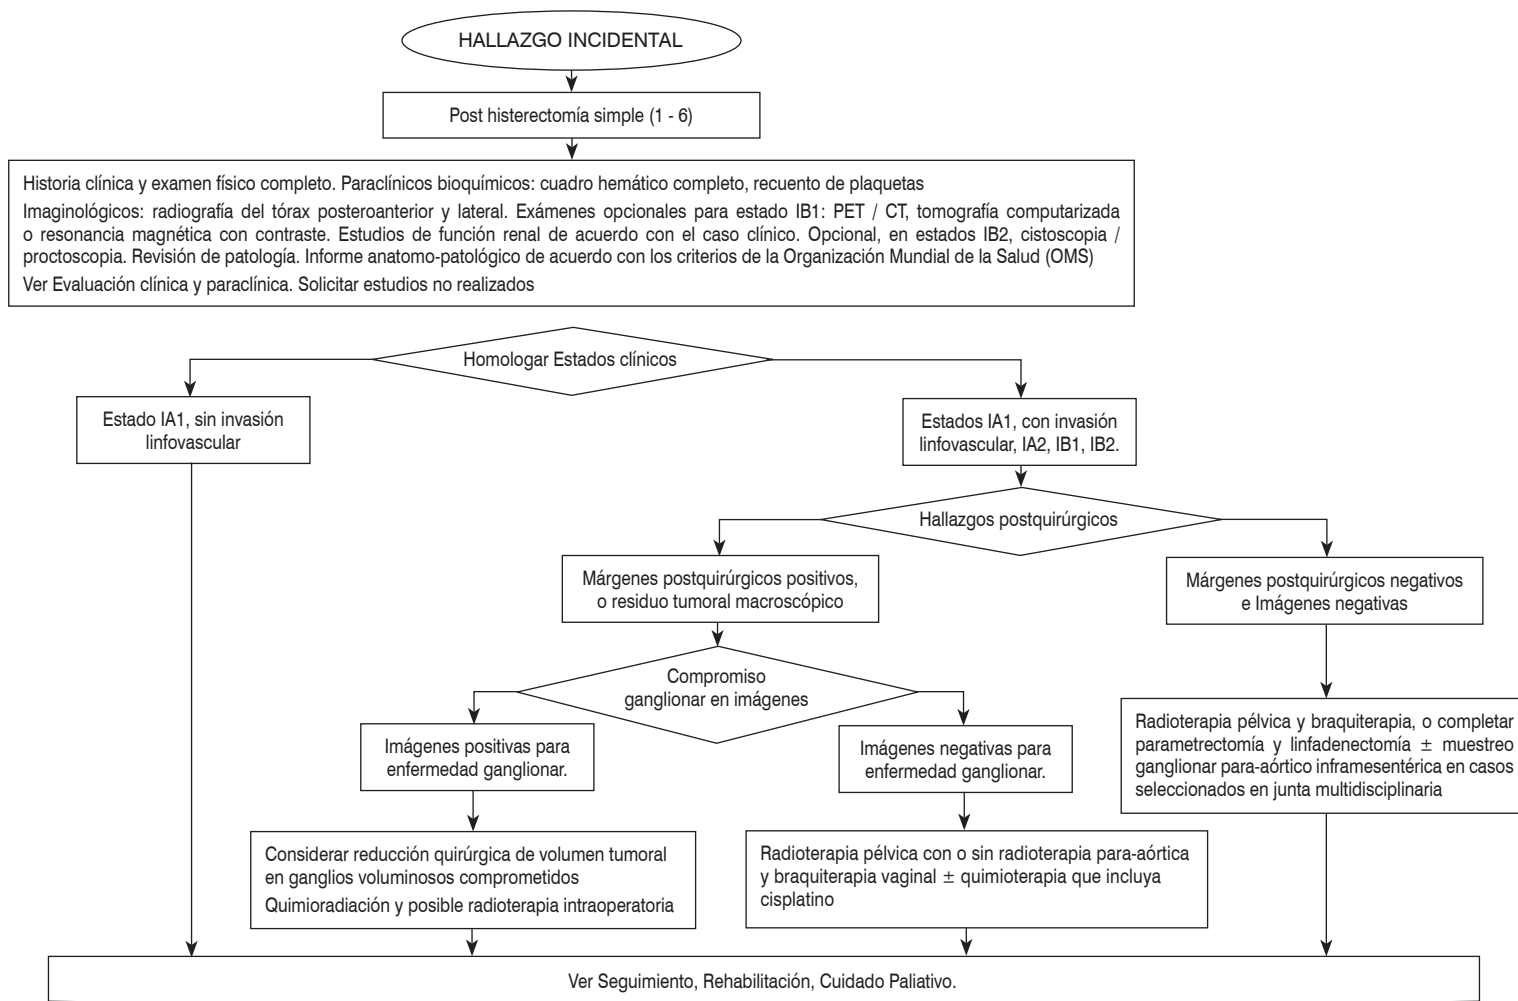 HALLAZGO INCIDENTAL
Post histerectomía simple (1 - 6)
Historia clínica y examen físico completo. Paraclínicos bioquímicos: cuadro hemático completo, recuento de plaquetas
Imaginológicos: radiografía del tórax posteroanterior y lateral. Exámenes opcionales para estado IB1: PET / CT, tomografía computarizada
o resonancia magnética con contraste. Estudios de función renal de acuerdo con el caso clínico. Opcional, en estados IB2, cistoscopia /
proctoscopia. Revisión de patología. Informe anatomo-patológico de acuerdo con los criterios de la Organización Mundial de la Salud (OMS)
Ver Evaluación clínica y paraclínica. Solicitar estudios no realizados
Homologar Estados clínicos
Estado IA1, sin invasión
linfovascular
Estados IA1, con invasión
linfovascular, IA2, IB1, IB2.
Hallazgos postquirúrgicos
Márgenes postquirúrgicos positivos,
o residuo tumoral macroscópico
Márgenes postquirúrgicos negativos
e Imágenes negativas
Compromiso
ganglionar en imágenes
Imágenes positivas para
enfermedad ganglionar.
Imágenes negativas para
enfermedad ganglionar.
Radioterapia pélvica y braquiterapia, o completar
parametrectomía y linfadenectomía ± muestreo
ganglionar para-aórtico inframesentérica en casos
seleccionados en junta multidisciplinaria
Considerar reducción quirúrgica de volumen tumoral
en ganglios voluminosos comprometidos
Quimioradiación y posible radioterapia intraoperatoria
Radioterapia pélvica con o sin radioterapia para-aórtica
y braquiterapia vaginal ± quimioterapia que incluya
cisplatino
Ver Seguimiento, Rehabilitación, Cuidado Paliativo.